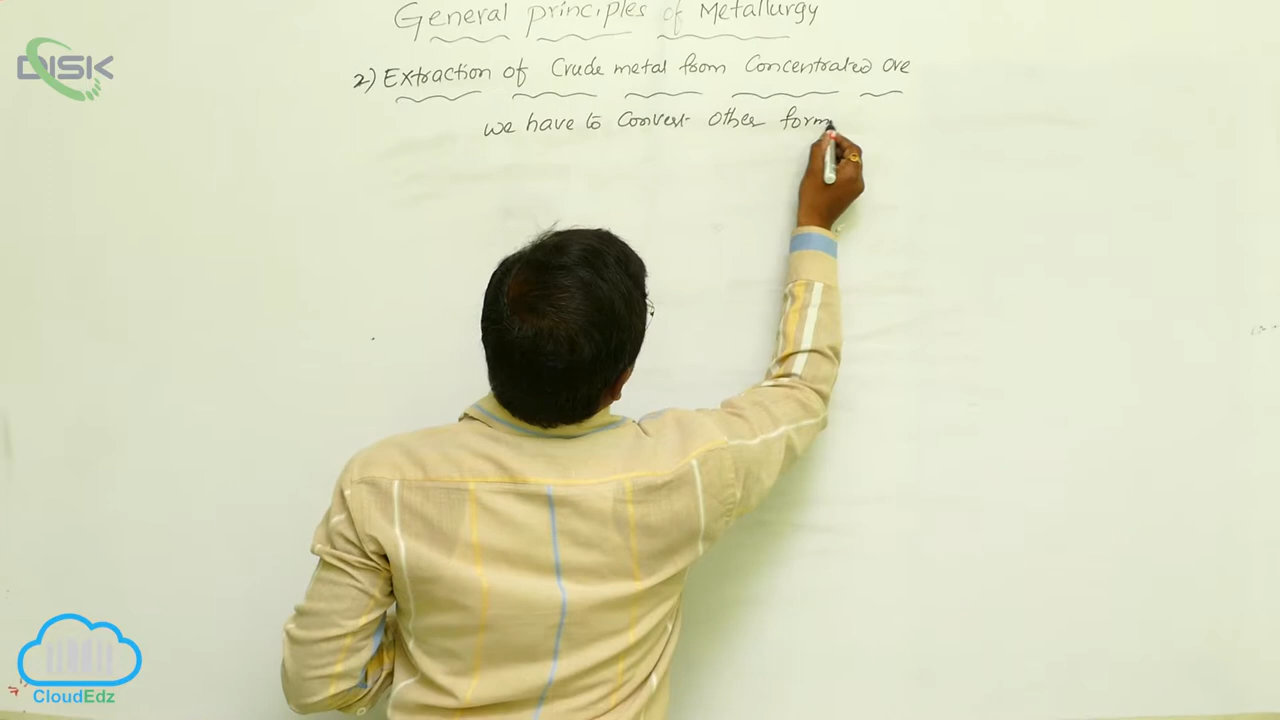 General principles of Metallurgy
DISK
2) Extraction of Crude metal from Concentrated ore
we have to Convert Other form
CloudEdz